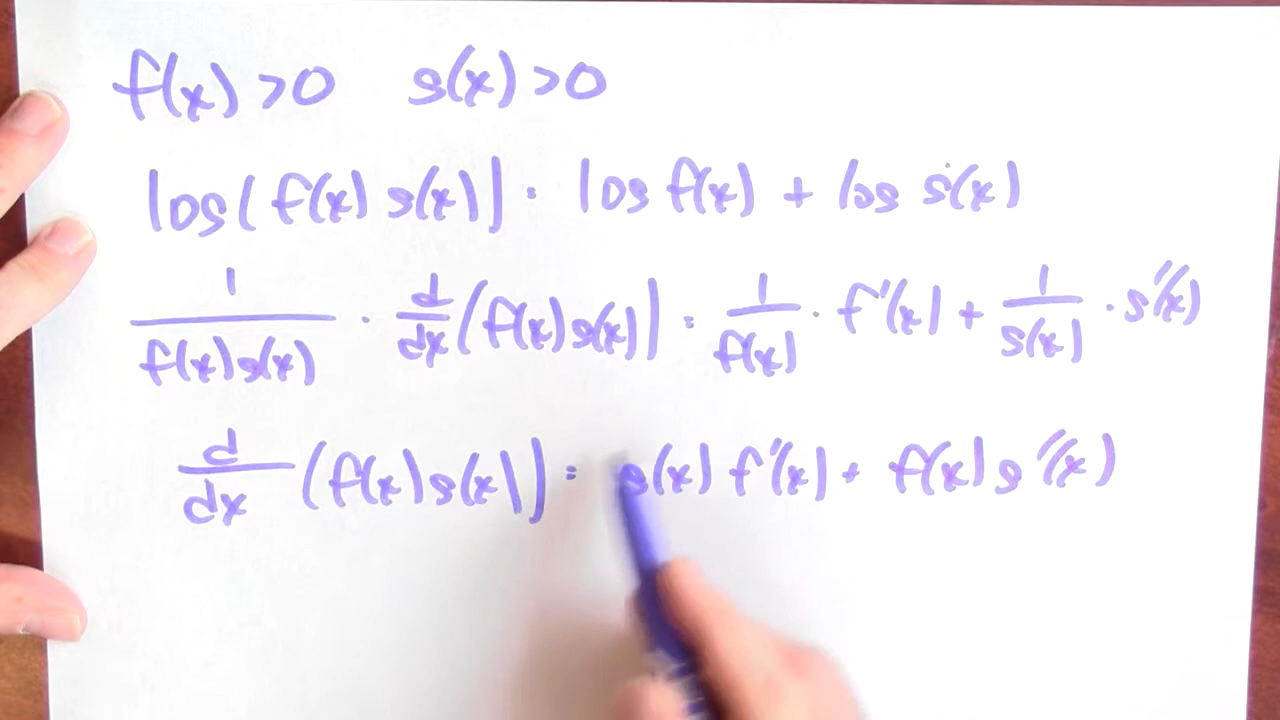 f(x) > 0 g(x) > 0
log(f(x) g(x)) = log f(x) + log g(x)
1/(f(x)g(x)) · d/dx (f(x)g(x)) = 1/f(x) · f'(x) + 1/g(x) · g'(x)
d/dx (f(x)g(x)) = g(x) f'(x) + f(x) g'(x)